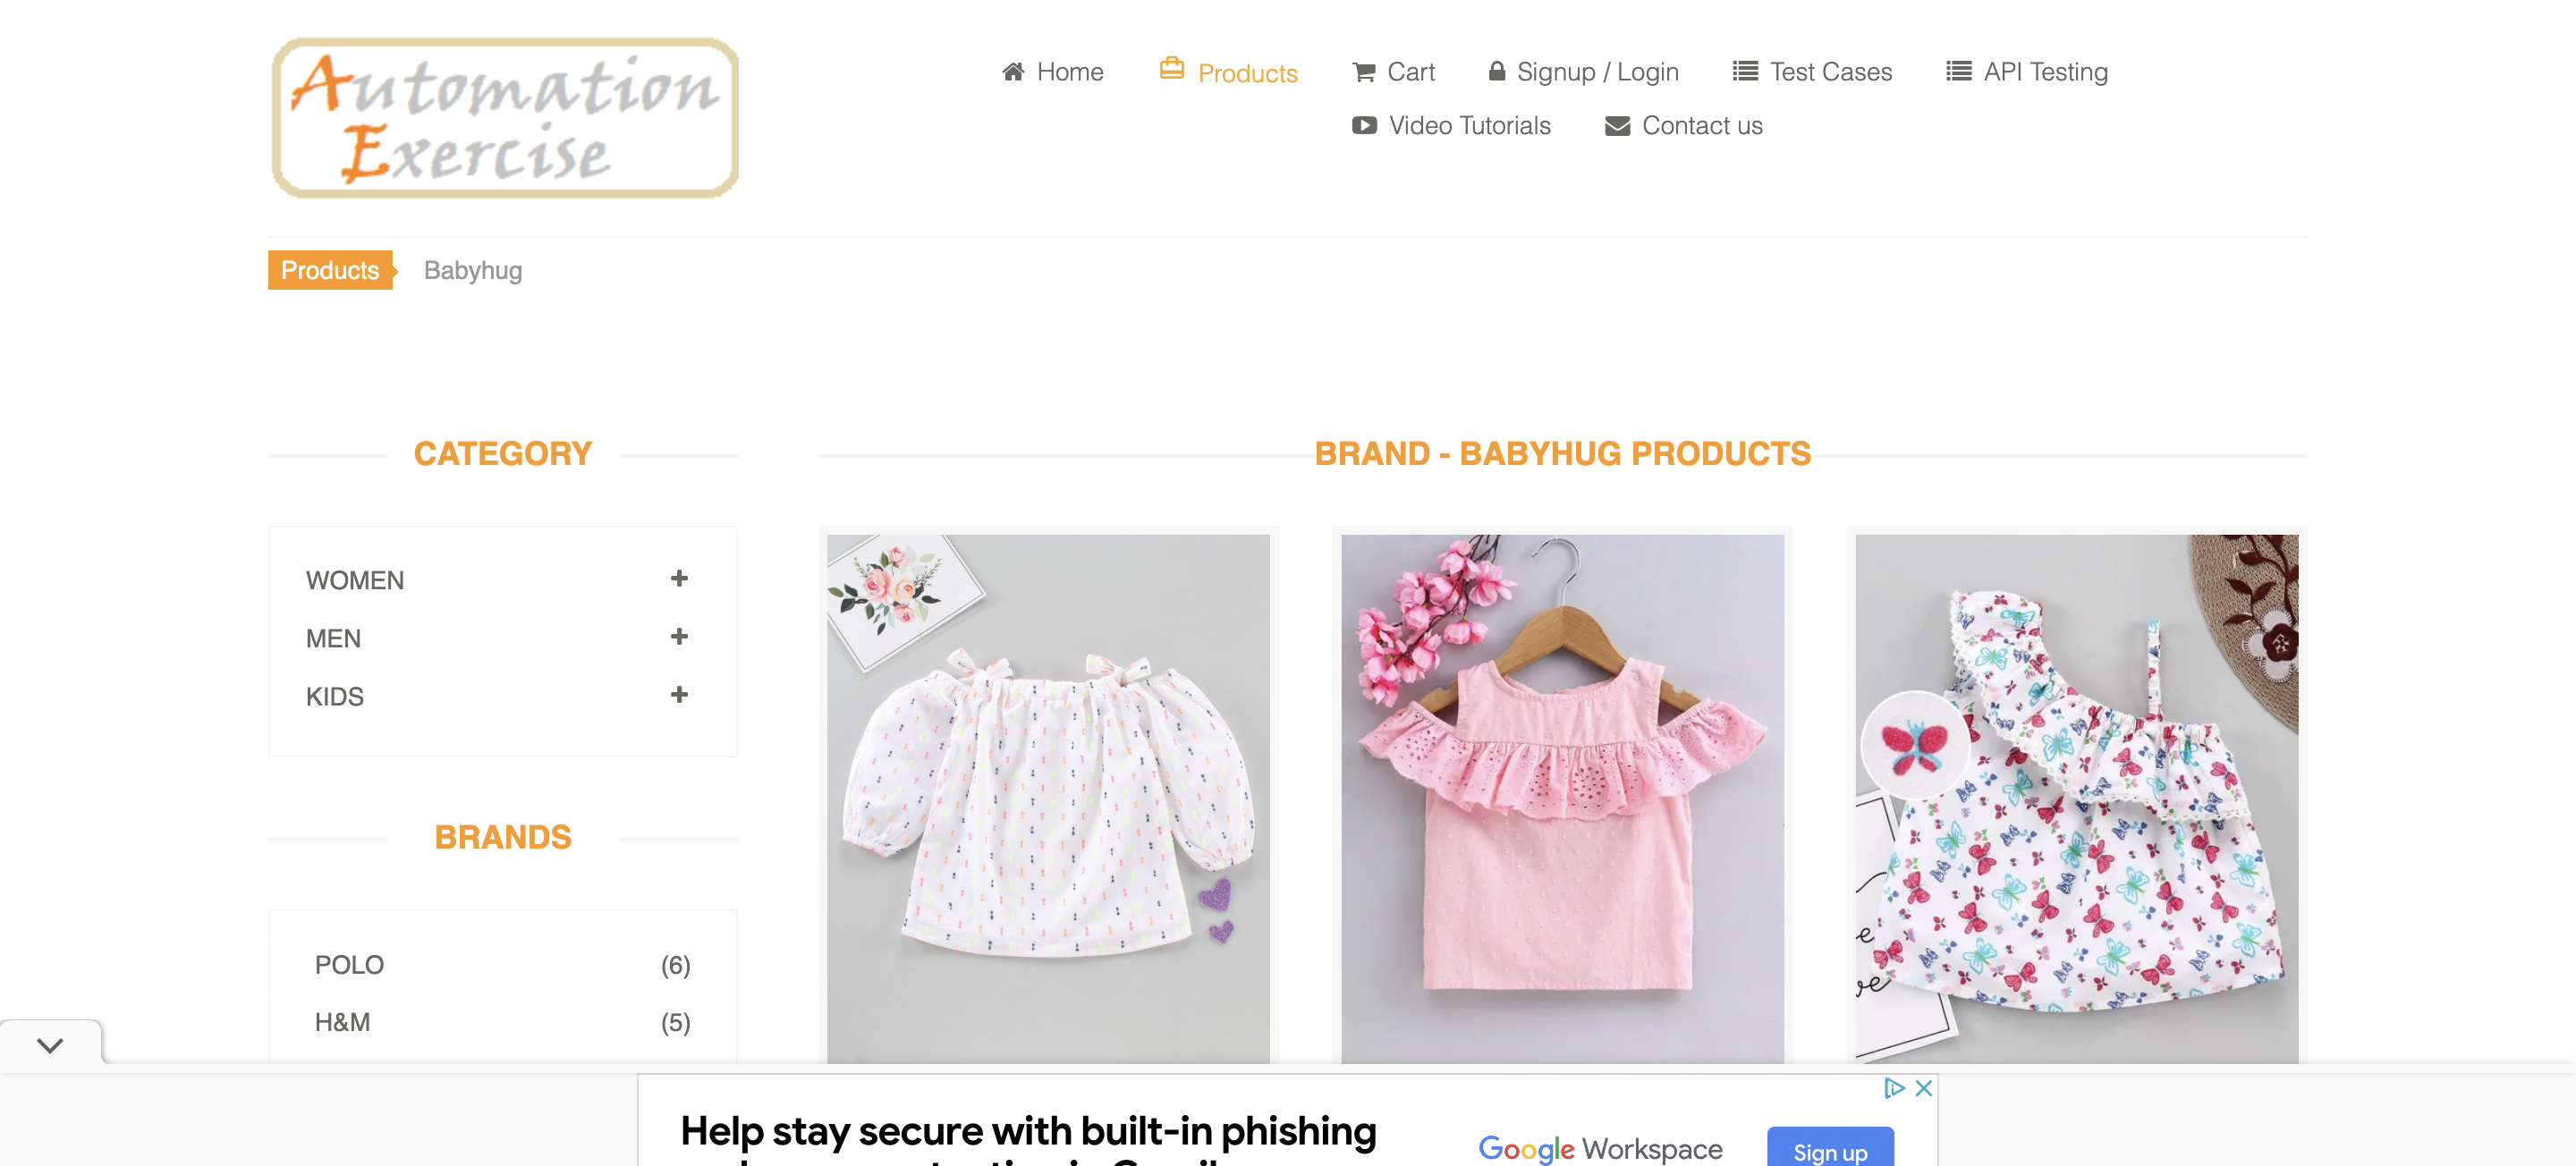 Automation
Exercise
Home
Products
Cart
Signup / Login
Test Cases
API Testing
Video Tutorials
Contact us
Products
Babyhug
CATEGORY
WOMEN
MEN
KIDS
BRANDS
POLO (6)
H&M (5)
BRAND - BABYHUG PRODUCTS
Help stay secure with built-in phishing
Google Workspace
Sign up